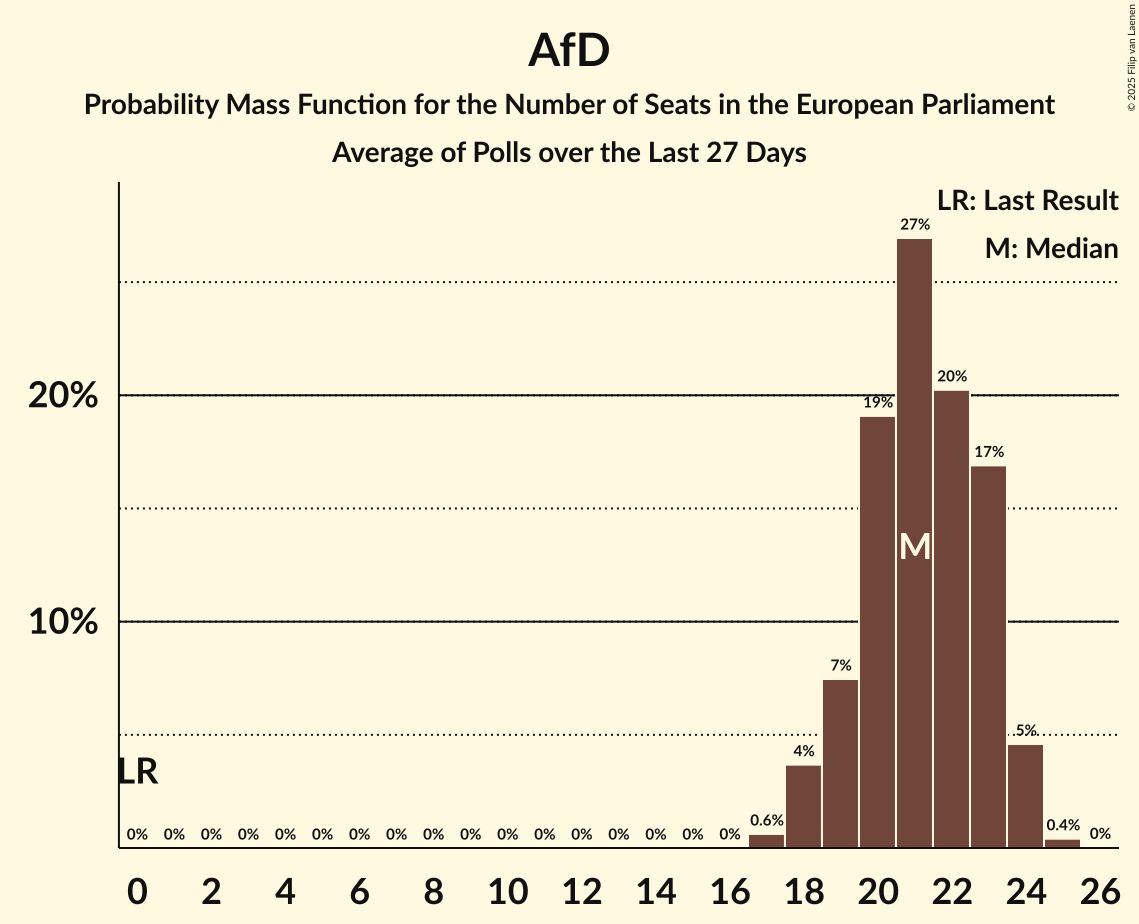 AfD
Probability Mass Function for the Number of Seats in the European Parliament
Average of Polls over the Last 27 Days
© 2025 Filip van Laenen
LR: Last Result
M: Median
27%
20%
20%
19%
17%
M
10%
7%
5%
4%
LR
0.6%
0.4%
0% 0% 0% 0% 0% 0% 0% 0% 0% 0% 0% 0% 0% 0% 0% 0% 0% 0%
0 2 4 6 8 10 12 14 16 18 20 22 24 26